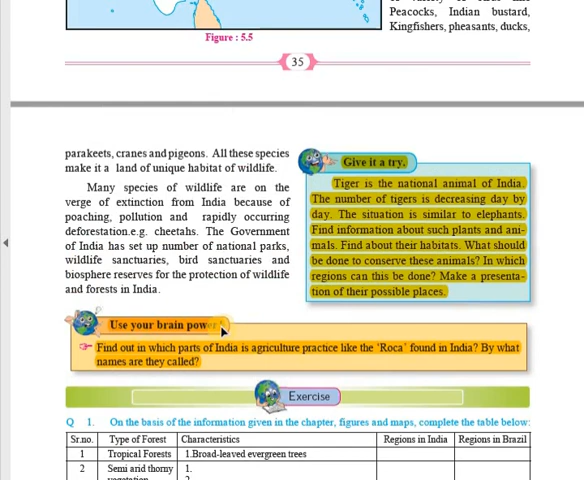 Peacocks, Indian bustard,
Kingfishers, pheasants, ducks,
Figure : 5.5
35
parakeets, cranes and pigeons. All these species
make it a land of unique habitat of wildlife.
Many species of wildlife are on the
verge of extinction from India because of
poaching, pollution and rapidly occurring
deforestation.e.g. cheetahs. The Government
of India has set up number of national parks,
wildlife sanctuaries, bird sanctuaries and
biosphere reserves for the protection of wildlife
and forests in India.
Give it a try.
Tiger is the national animal of India.
The number of tigers is decreasing day by
day. The situation is similar to elephants.
Find information about such plants and ani-
mals. Find about their habitats. What should
be done to conserve these animals? In which
regions can this be done? Make a presenta-
tion of their possible places.
Use your brain power
☞ Find out in which parts of India is agriculture practice like the 'Roca' found in India? By what
names are they called?
Exercise
Q 1. On the basis of the information given in the chapter, figures and maps, complete the table below:
Sr.no. Type of Forest Characteristics Regions in India Regions in Brazil
1 Tropical Forests 1.Broad-leaved evergreen trees
2 Semi arid thorny 1.